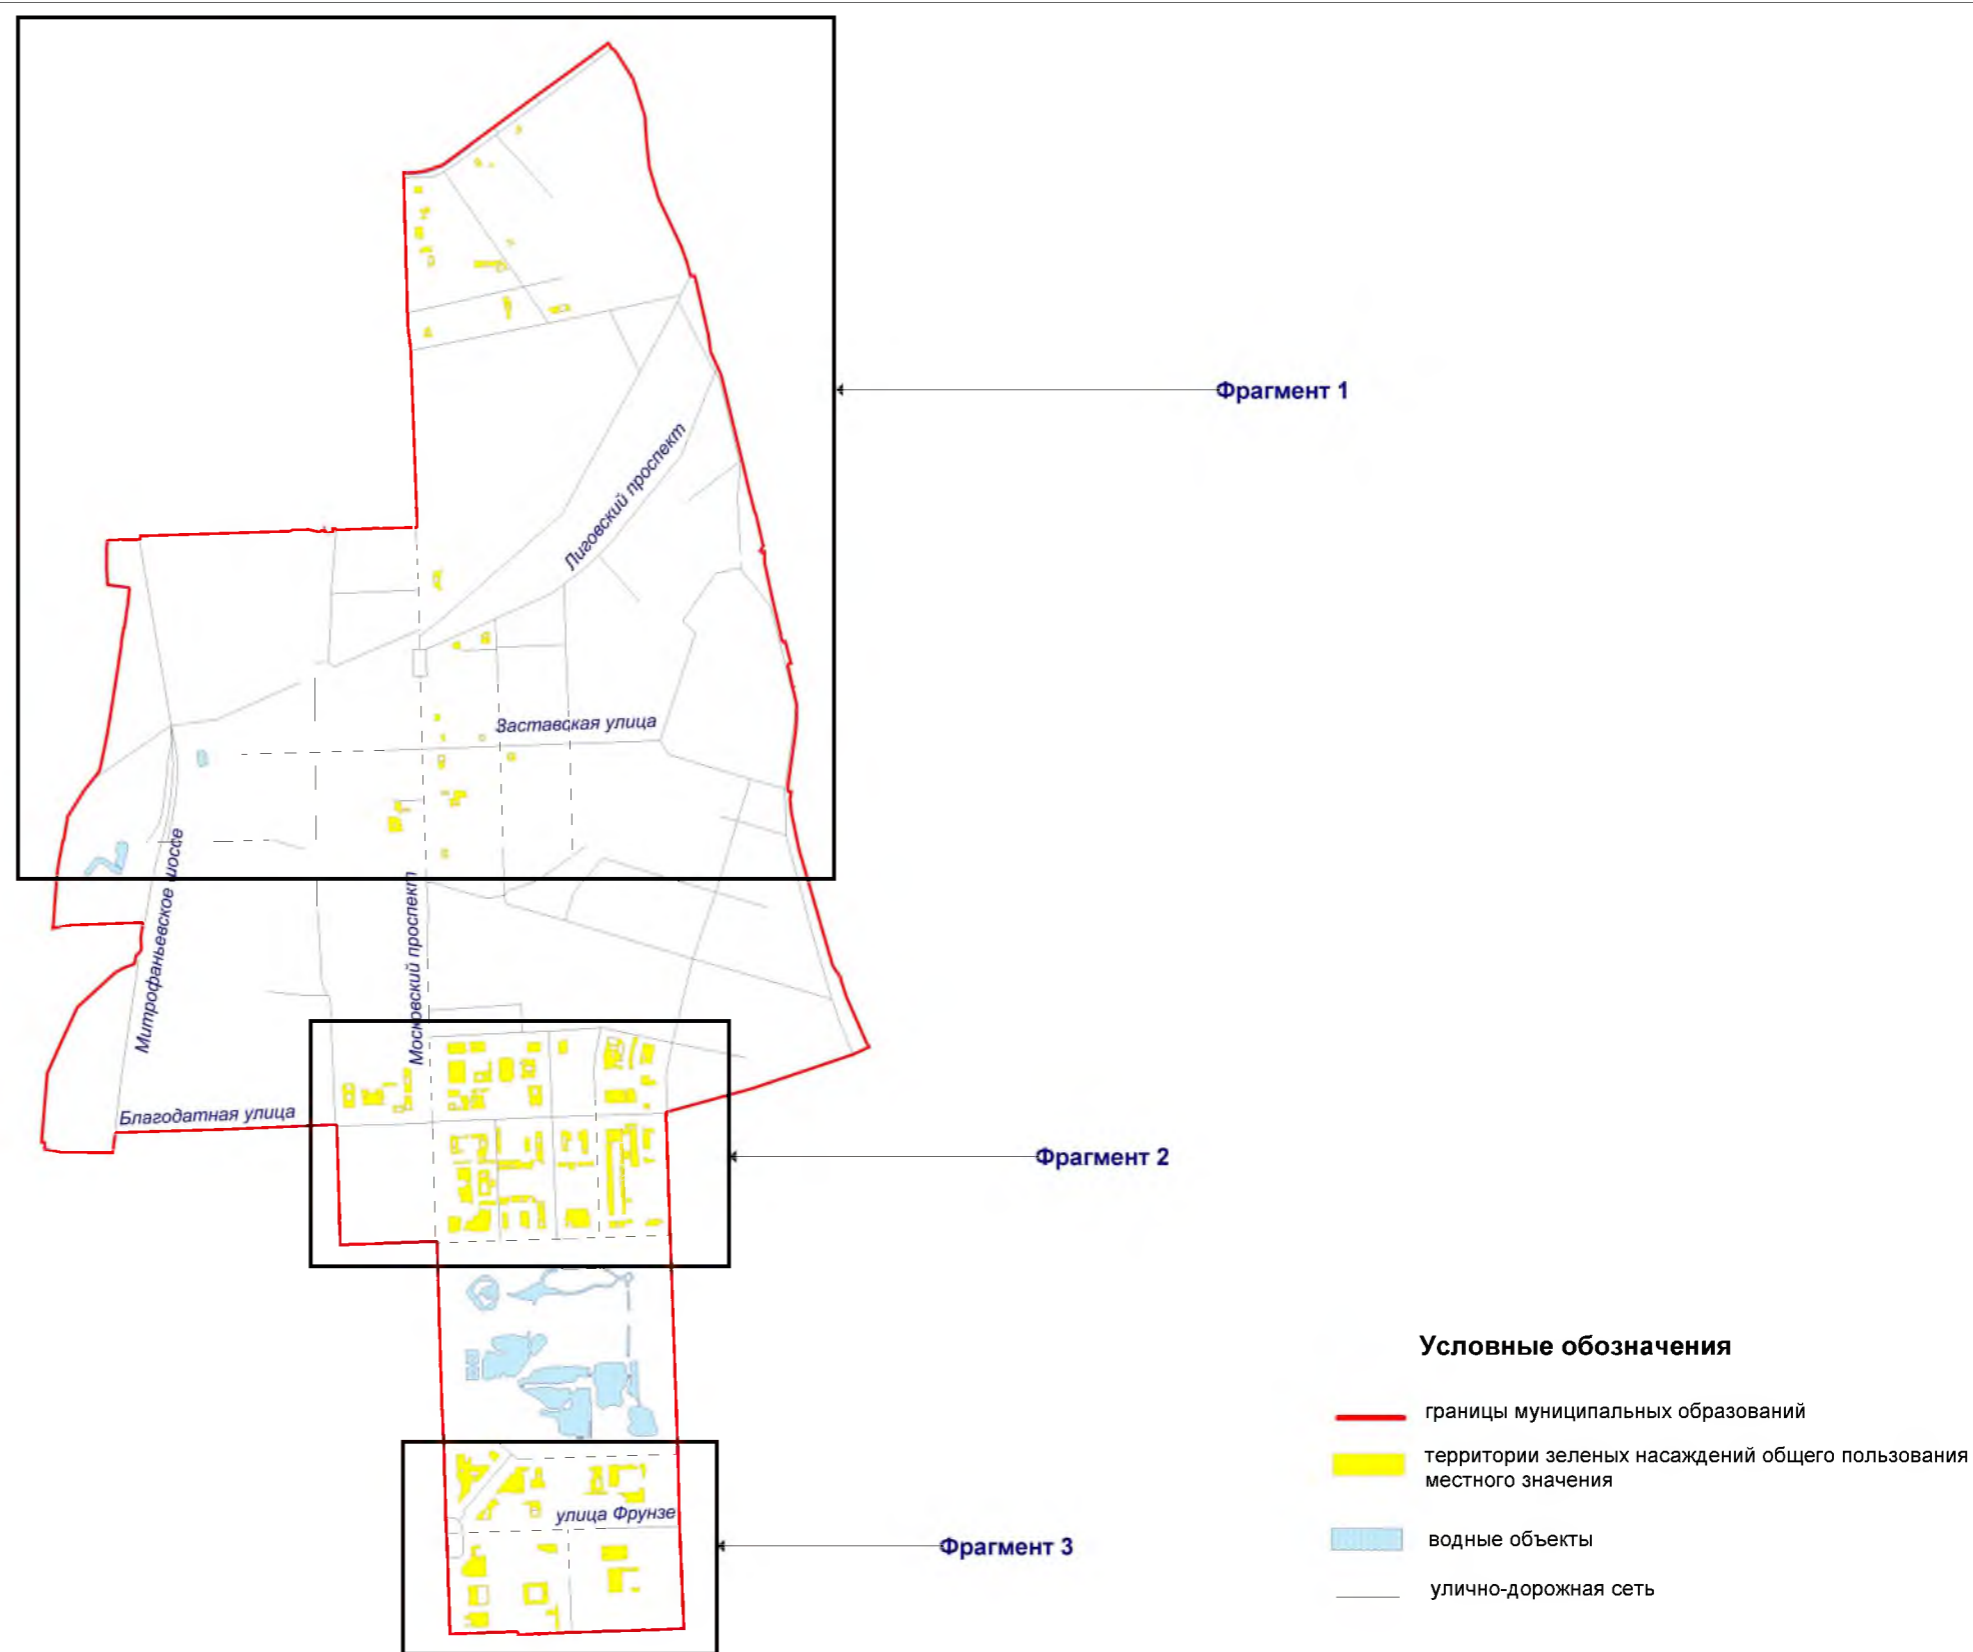 Фрагмент 1
Лиговский проспект
Заставская улица
Митрофаньевское шоссе
Московский проспект
Благодатная улица
Фрагмент 2
Условные обозначения
границы муниципальных образований
территории зеленых насаждений общего пользования
местного значения
улица Фрунзе
Фрагмент 3
водные объекты
улично-дорожная сеть